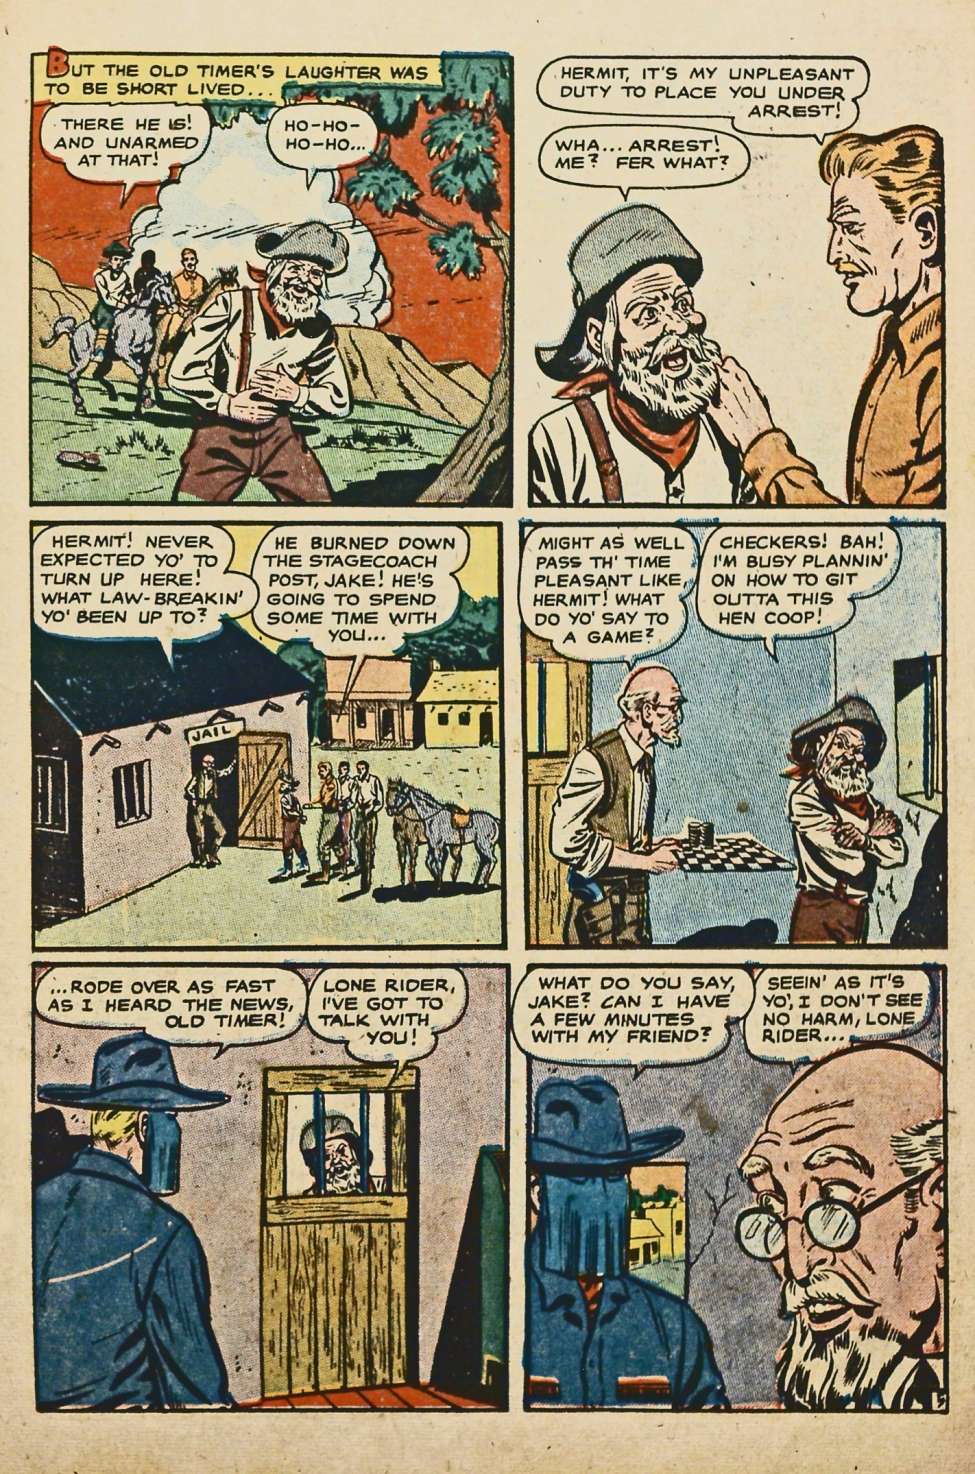 BUT THE OLD TIMER'S LAUGHTER WAS
TO BE SHORT LIVED...
THERE HE IS!
AND UNARMED
AT THAT!
HO-HO-
HO-HO...
HERMIT, IT'S MY UNPLEASANT
DUTY TO PLACE YOU UNDER
ARREST!
WHA... ARREST!
ME? FER WHAT?
HERMIT! NEVER
EXPECTED YO' TO
TURN UP HERE!
WHAT LAW-BREAKIN'
YO' BEEN UP TO?
HE BURNED DOWN
THE STAGECOACH
POST, JAKE! HE'S
GOING TO SPEND
SOME TIME WITH
YOU...
JAIL
MIGHT AS WELL
PASS TH' TIME
PLEASANT LIKE,
HERMIT! WHAT
DO YO' SAY TO
A GAME?
CHECKERS! BAH!
I'M BUSY PLANNIN'
ON HOW TO GIT
OUTTA THIS
HEN COOP!
...RODE OVER AS FAST
AS I HEARD THE NEWS,
OLD TIMER!
LONE RIDER,
I'VE GOT TO
TALK WITH
YOU!
WHAT DO YOU SAY,
JAKE? CAN I HAVE
A FEW MINUTES
WITH MY FRIEND?
SEEIN' AS IT'S
YO', I DON'T SEE
NO HARM, LONE
RIDER...